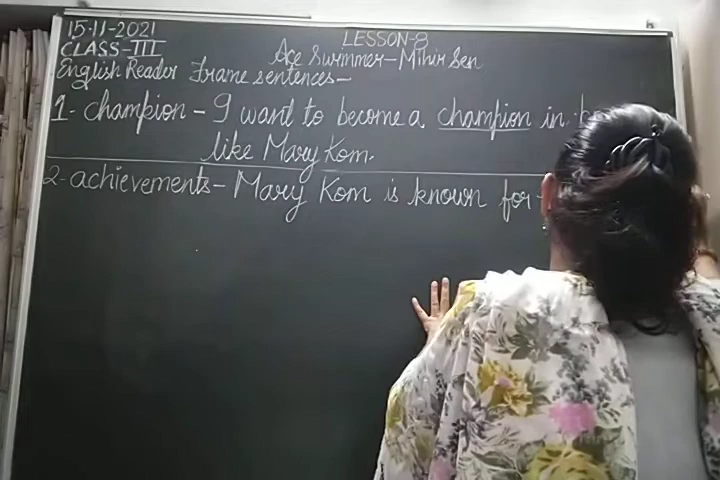 15-11-2021
LESSON-8
CLASS-III
Ace Swimmer-Mihir Sen
English Reader Frame sentences-
1- champion - I want to become a champion in
like Mary Kom.
2- achievements- Mary Kom is known for